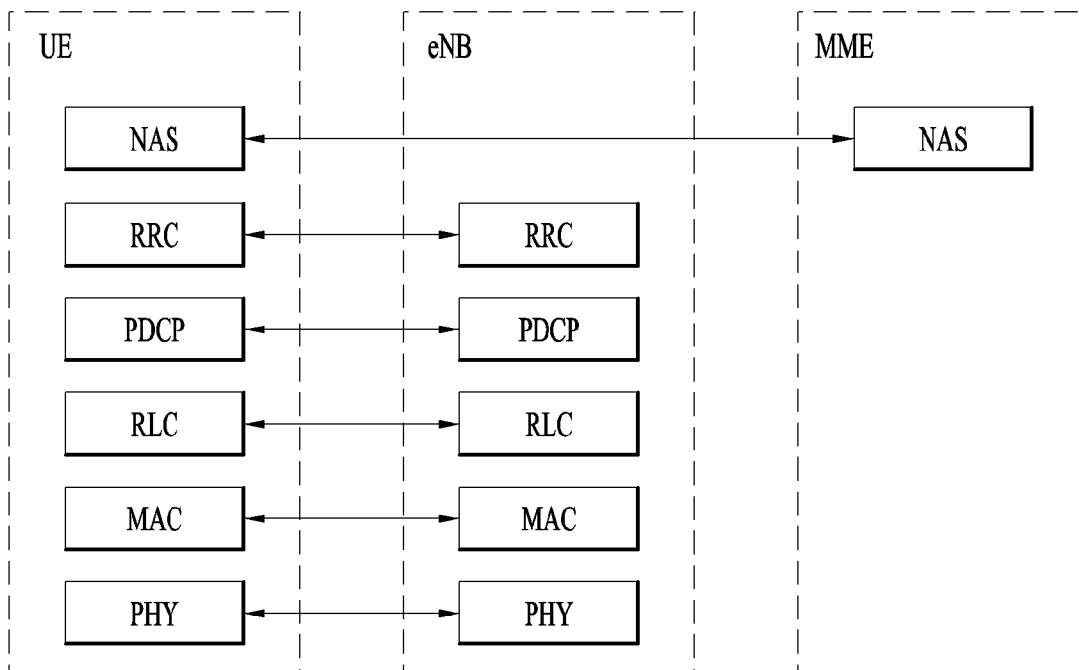 UE eNB MME
NAS NAS
RRC RRC
PDCP PDCP
RLC RLC
MAC MAC
PHY PHY